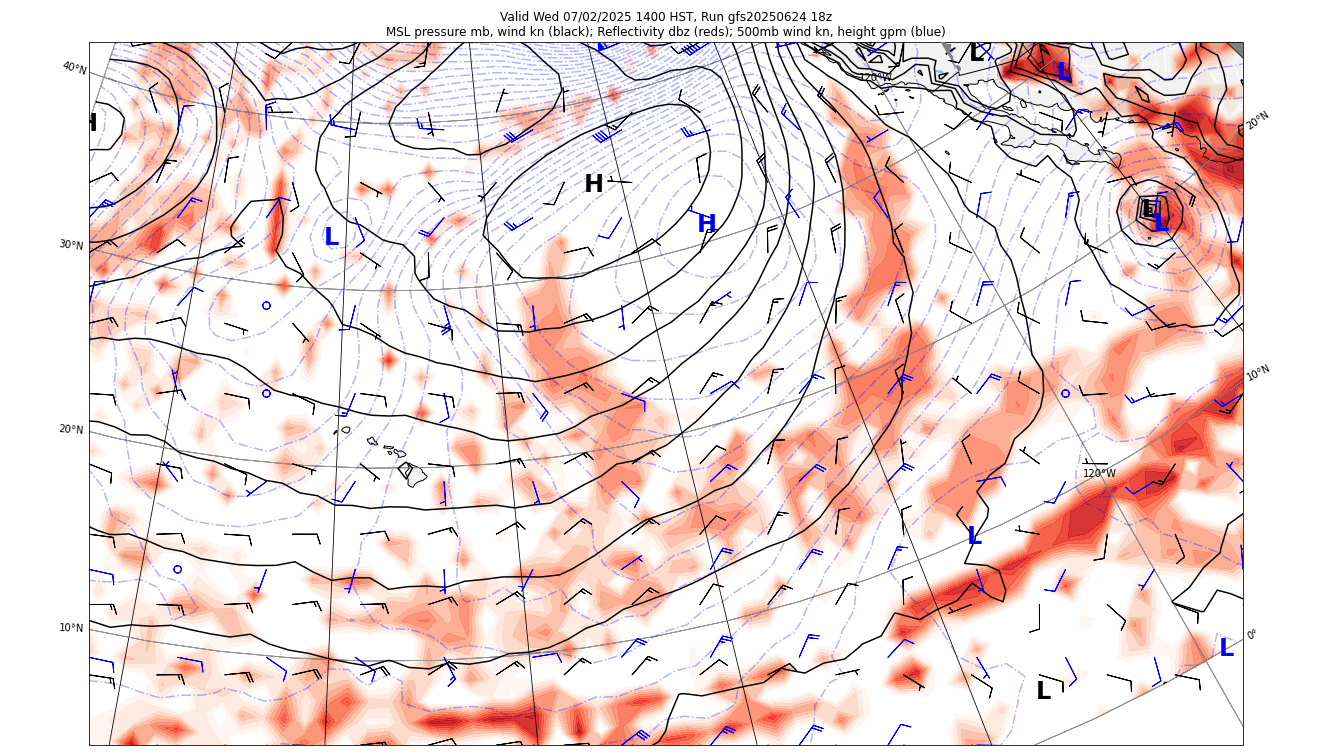 Valid Wed 07/02/2025 1400 HST, Run gfs20250624 18z
MSL pressure mb, wind kn (black); Reflectivity dbz (reds); 500mb wind kn, height gpm (blue)
40°N
L
L
120°W
20°N
H
H
L
L
H
L
30°N
10°N
20°N
120°W
L
10°N
0°
L
L